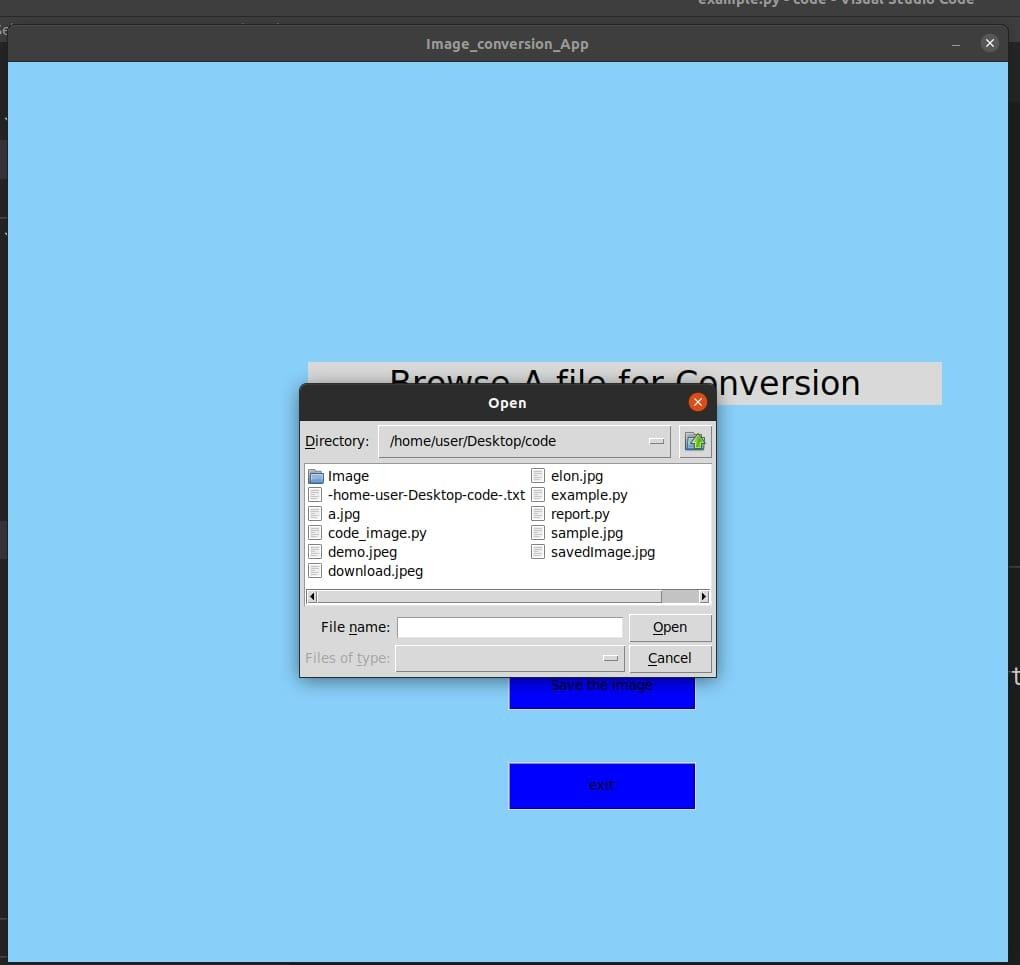 example.py - code - Visual Studio Code
Image_conversion_App
Browse A file for Conversion
Open
Directory: /home/user/Desktop/code
Image
-home-user-Desktop-code-.txt
a.jpg
code_image.py
demo.jpeg
download.jpeg
elon.jpg
example.py
report.py
sample.jpg
savedImage.jpg
File name: Open
Files of type: Cancel
Save the image
exit